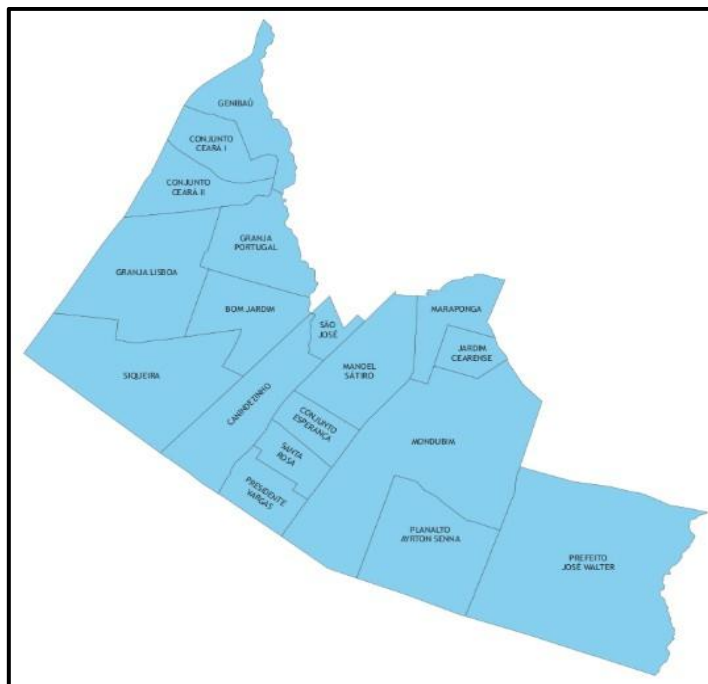 GENIBAÚ
CONJUNTO
CEARÁ I
CONJUNTO
CEARÁ II
GRANJA
PORTUGAL
GRANJA LISBOA
BOM JARDIM
SÃO
JOSÉ
MARAPONGA
JARDIM
CEARENSE
SIQUEIRA
MANOEL
SÁTIRO
CANINDEZINHO
CONJUNTO
ESPERANÇA
MONDUBIM
SANTA
ROSA
PRESIDENTE
VARGAS
PLANALTO
AYRTON SENNA
PREFEITO
JOSÉ WALTER